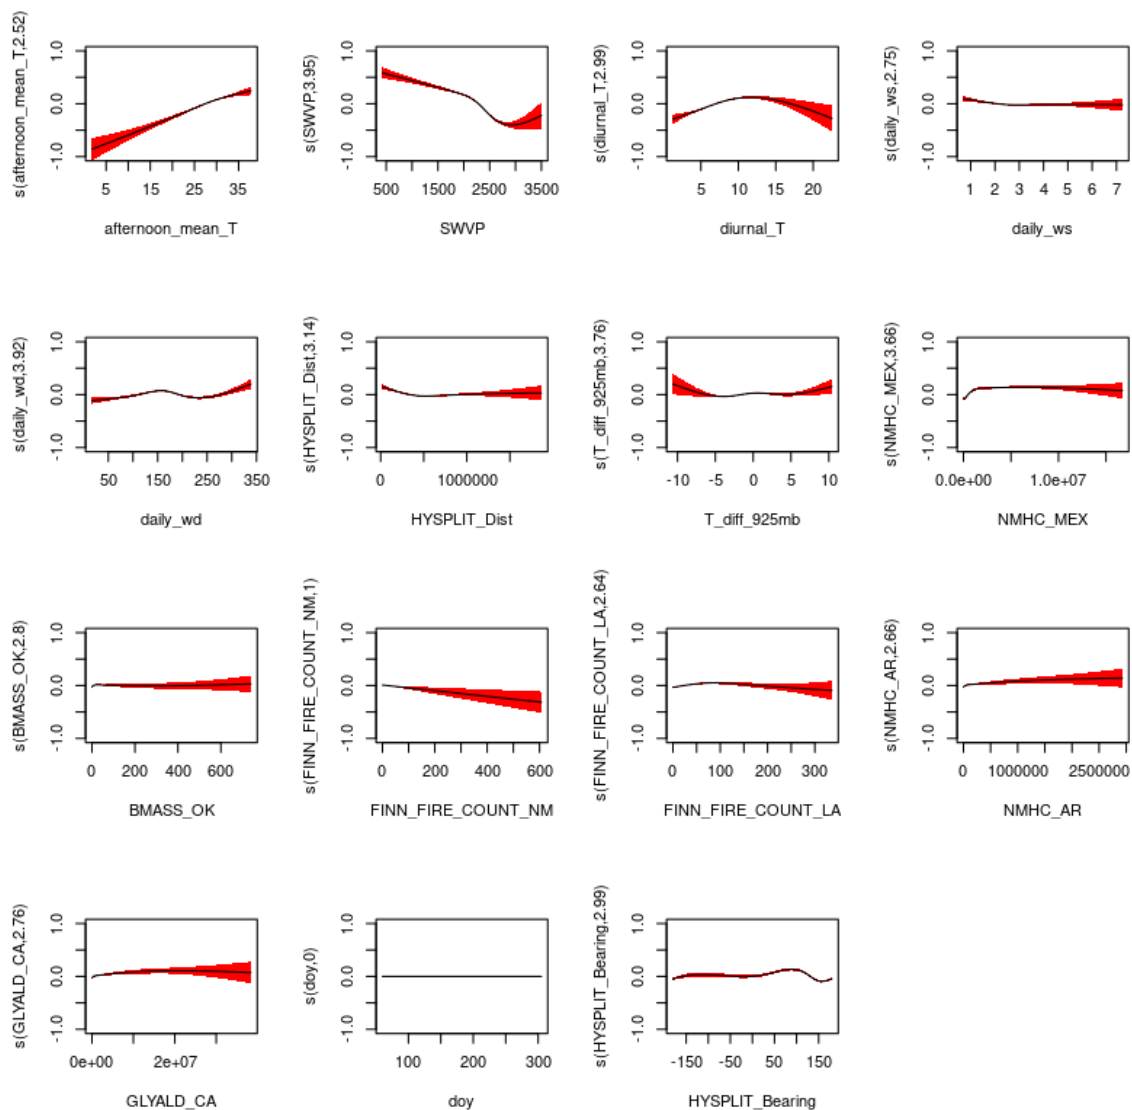 s(afternoon_mean_T,2.52)
1.0
0.0
-1.0
5
15
25
35
afternoon_mean_T
s(SWVP,3.95)
1.0
0.0
-1.0
500
1500
2500
3500
SWVP
s(diurnal_T,2.99)
1.0
0.0
-1.0
5
10
15
20
diurnal_T
s(daily_ws,2.75)
1.0
0.0
-1.0
1
2
3
4
5
6
7
daily_ws
s(daily_wd,3.92)
1.0
0.0
-1.0
50
150
250
350
daily_wd
s(HYSPLIT_Dist,3.14)
1.0
0.0
-1.0
0
1000000
HYSPLIT_Dist
s(T_diff_925mb,3.76)
1.0
0.0
-1.0
-10
-5
0
5
10
T_diff_925mb
s(NMHC_MEX,3.66)
1.0
0.0
-1.0
0.0e+00
1.0e+07
NMHC_MEX
s(BMASS_OK,2.8)
1.0
0.0
-1.0
0
200
400
600
BMASS_OK
s(FINN_FIRE_COUNT_NM,1)
1.0
0.0
-1.0
0
200
400
600
FINN_FIRE_COUNT_NM
s(FINN_FIRE_COUNT_LA,2.64)
1.0
0.0
-1.0
0
100
200
300
FINN_FIRE_COUNT_LA
s(NMHC_AR,2.66)
1.0
0.0
-1.0
0
1000000
2500000
NMHC_AR
s(GLYALD_CA,2.76)
1.0
0.0
-1.0
0e+00
2e+07
GLYALD_CA
s(doy,0)
1.0
0.0
-1.0
100
200
300
doy
s(HYSPLIT_Bearing,2.99)
1.0
0.0
-1.0
-150
-50
50
150
HYSPLIT_Bearing